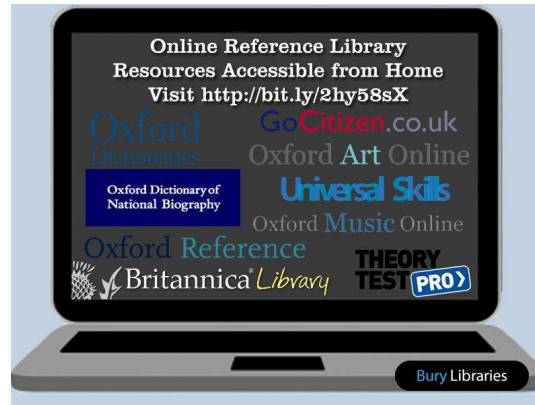 Online Reference Library
Resources Accessible from Home
Visit http://bit.ly/2hy58sX
Oxford
Dictionaries
GoCitizen.co.uk
Oxford Art Online
Oxford Dictionary of
National Biography
Universal Skills
Oxford Music Online
Oxford Reference
Britannica Library
THEORY
TEST PRO
Bury Libraries